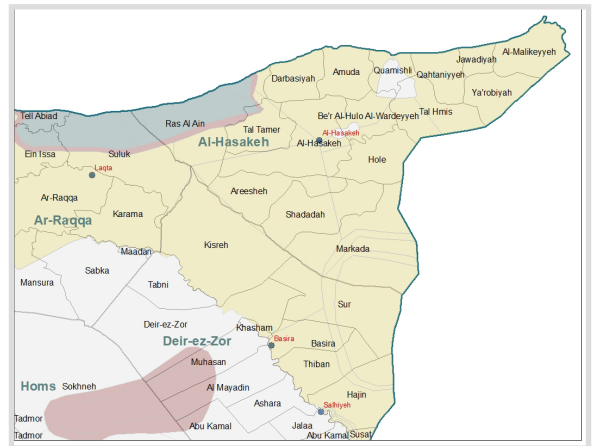 Al-Malikeyyeh
Jawadiyah
Quamishli
Amuda
Qahtaniyyeh
Darbasiyah
Ya'robiyah
Tal Hmis
Be'r Al-Hulo Al-Wardeyyeh
Tell Abiad
Ras Al Ain
Tal Tamer
Al-Hasakeh
Al-Hasakeh
Al-Hasakeh
Ein Issa
Suluk
Hole
Laqta
Areesheh
Ar-Raqqa
Karama
Shadadah
Ar-Raqqa
Kisreh
Markada
Maadan
Sabka
Mansura
Tabni
Sur
Deir-ez-Zor
Khasham
Deir-ez-Zor
Basira
Basira
Muhasan
Thiban
Homs
Sokhneh
Al Mayadin
Hajin
Ashara
Salhiyeh
Tadmor
Abu Kamal
Jalaa
Tadmor
Abu Kamal
Susat